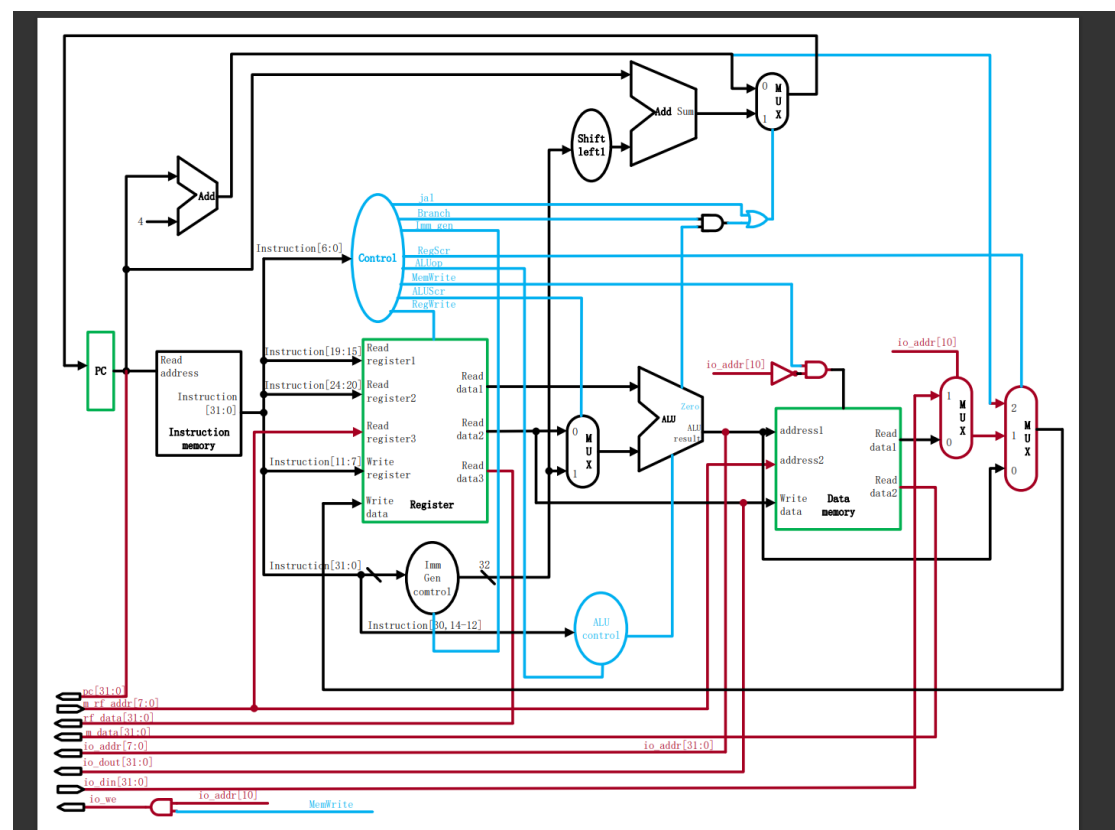 0
M
U
X
1
Add Sum
Shift
left1
Add
4
jal
Branch
Imm_gen
Instruction[6:0]
Control
RegScr
ALUop
MemWrite
ALUScr
RegWrite
PC
Read
address
Instruction
[31:0]
Instruction
memory
Instruction[19:15]
Read
register1
Instruction[24:20]
Read
register2
Read
register3
Instruction[11:7]
Write
register
Write
data
Register
Read
data1
Read
data2
Read
data3
0
M
U
X
1
Zero
ALU
ALU
result
io_addr[10]
address1
address2
Write
data
Data
memory
Read
data1
Read
data2
io_addr[10]
1
M
U
X
0
2
M
1
U
X
0
Instruction[31:0]
Imm
Gen
comtrol
32
Instruction[30,14-12]
ALU
control
pc[31:0]
m_rf_addr[7:0]
rf_data[31:0]
m_data[31:0]
io_addr[7:0]
io_addr[31:0]
io_dout[31:0]
io_din[31:0]
io_we
io_addr[10]
MemWrite